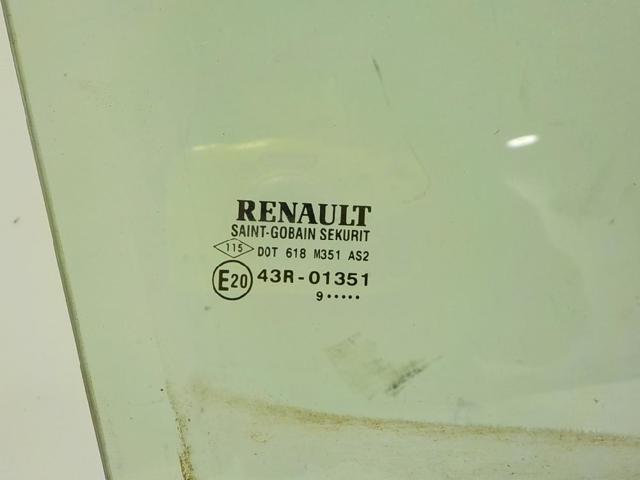 RENAULT
SAINT-GOBAIN SEKURIT
115 DOT 618 M351 AS2
E20 43R-01351
9•••••